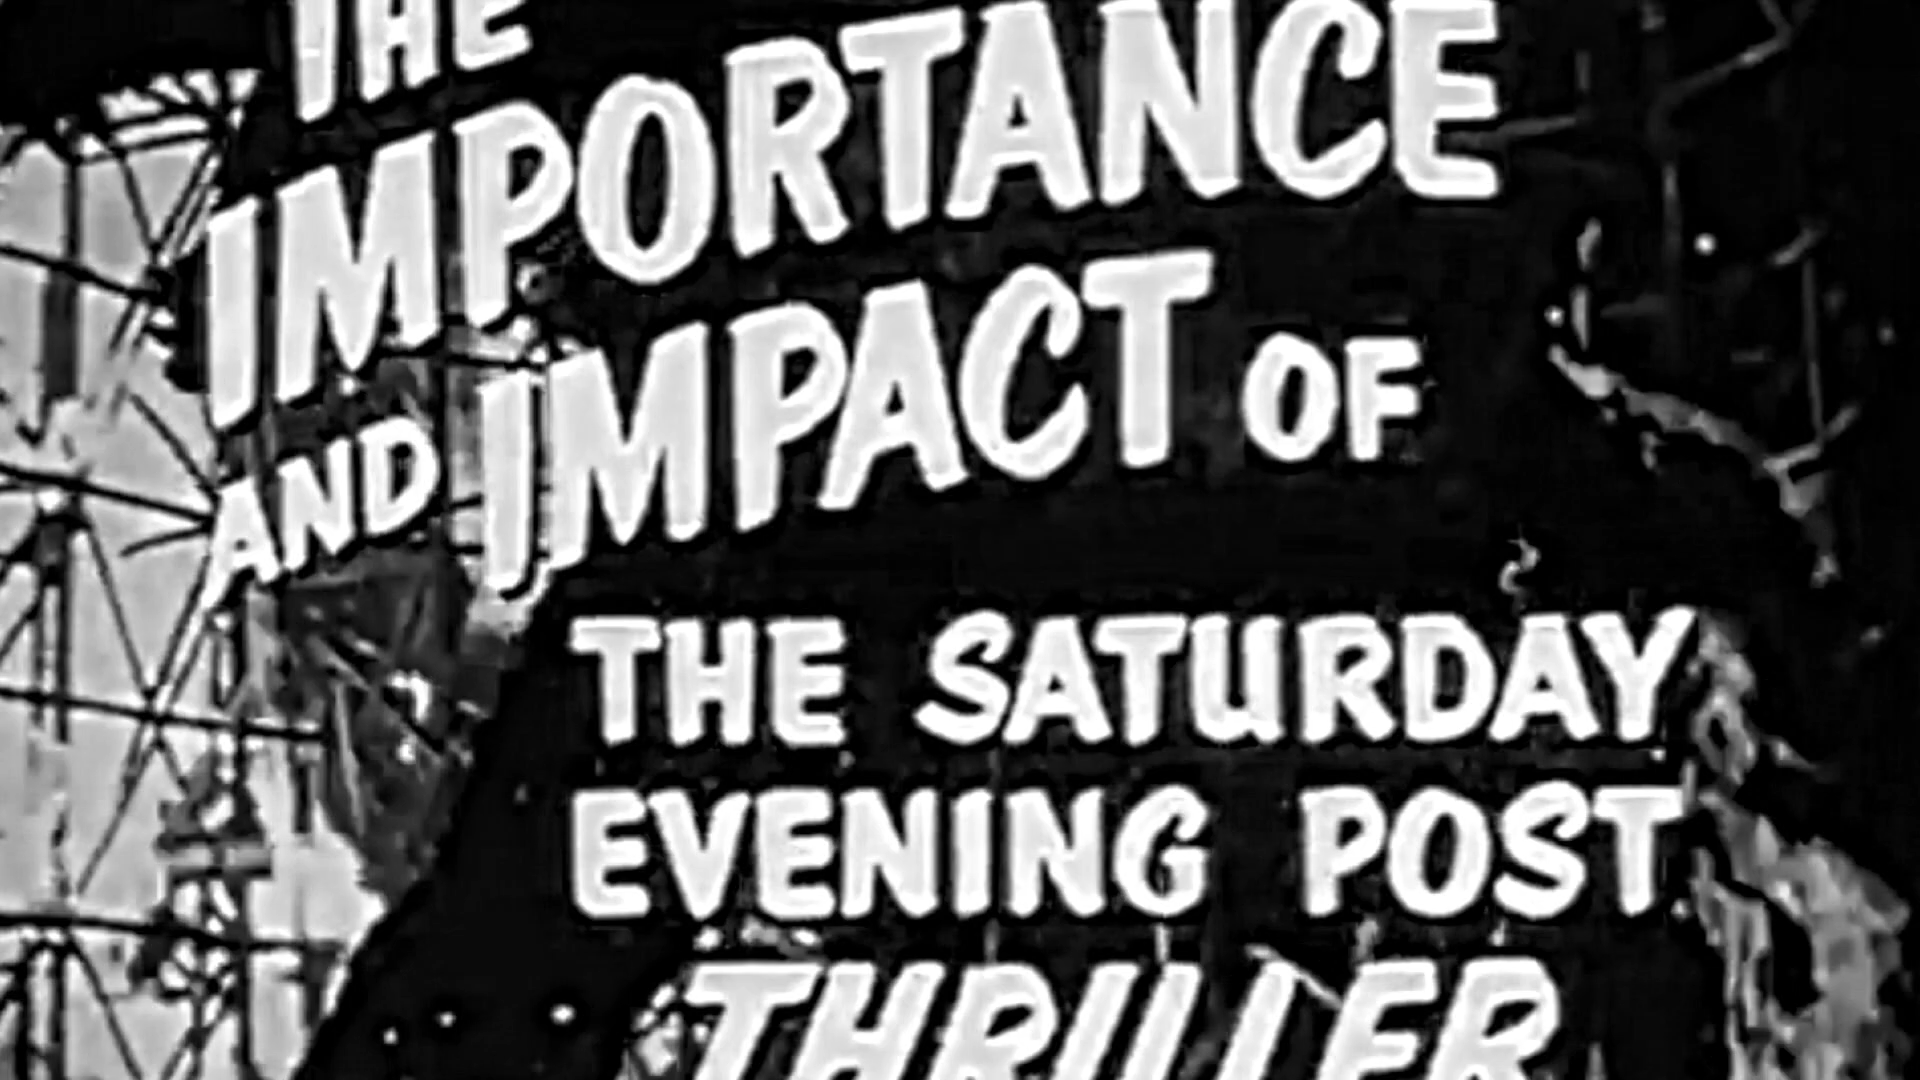 THE
IMPORTANCE
AND IMPACT OF
THE SATURDAY
EVENING POST
THRILLER